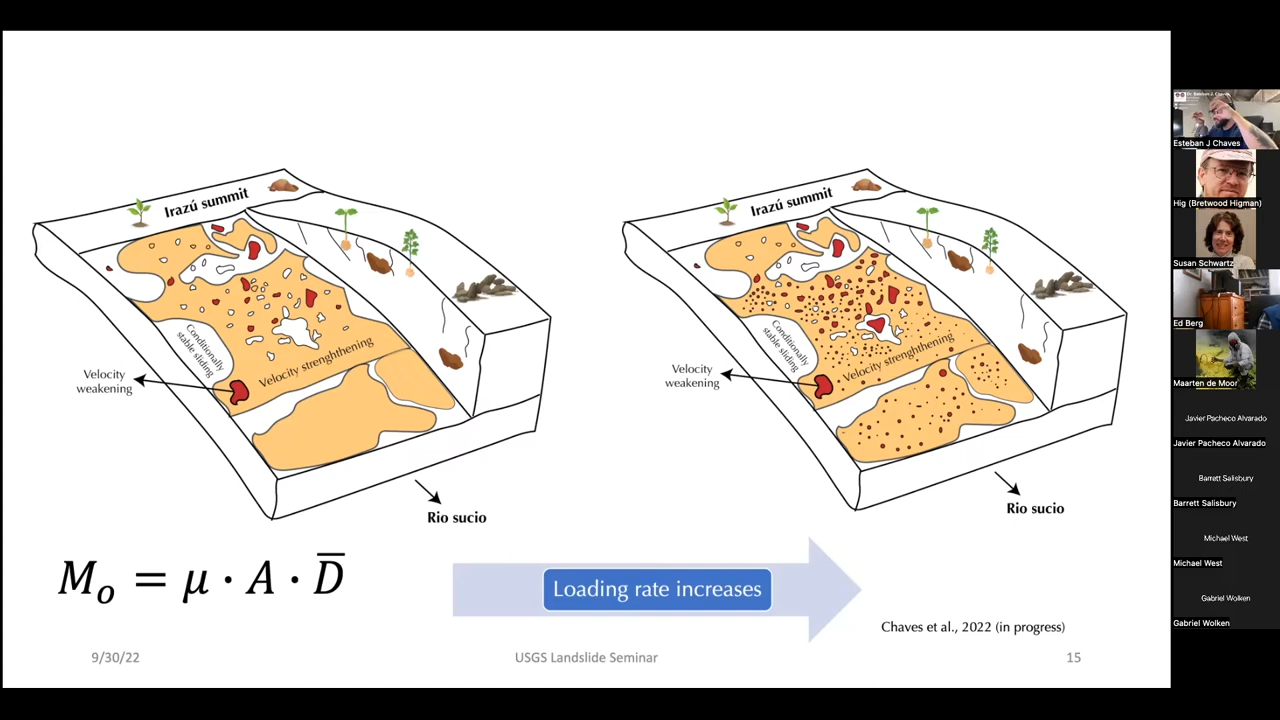 Irazú summit
Conditionally
stable sliding
Velocity
weakening
Velocity strenghthening
Rio sucio
Irazú summit
Conditionally
stable sliding
Velocity
weakening
Velocity strenghthening
Rio sucio
M₀ = μ · A · D̅
Loading rate increases
Chaves et al., 2022 (in progress)
9/30/22
USGS Landslide Seminar
15
Esteban J Chaves
Hig (Bretwood Higman)
Susan Schwartz
Ed Berg
Maarten de Moor
Javier Pacheco Alvarado
Javier Pacheco Alvarado
Barrett Salisbury
Barrett Salisbury
Michael West
Michael West
Gabriel Wolken
Gabriel Wolken